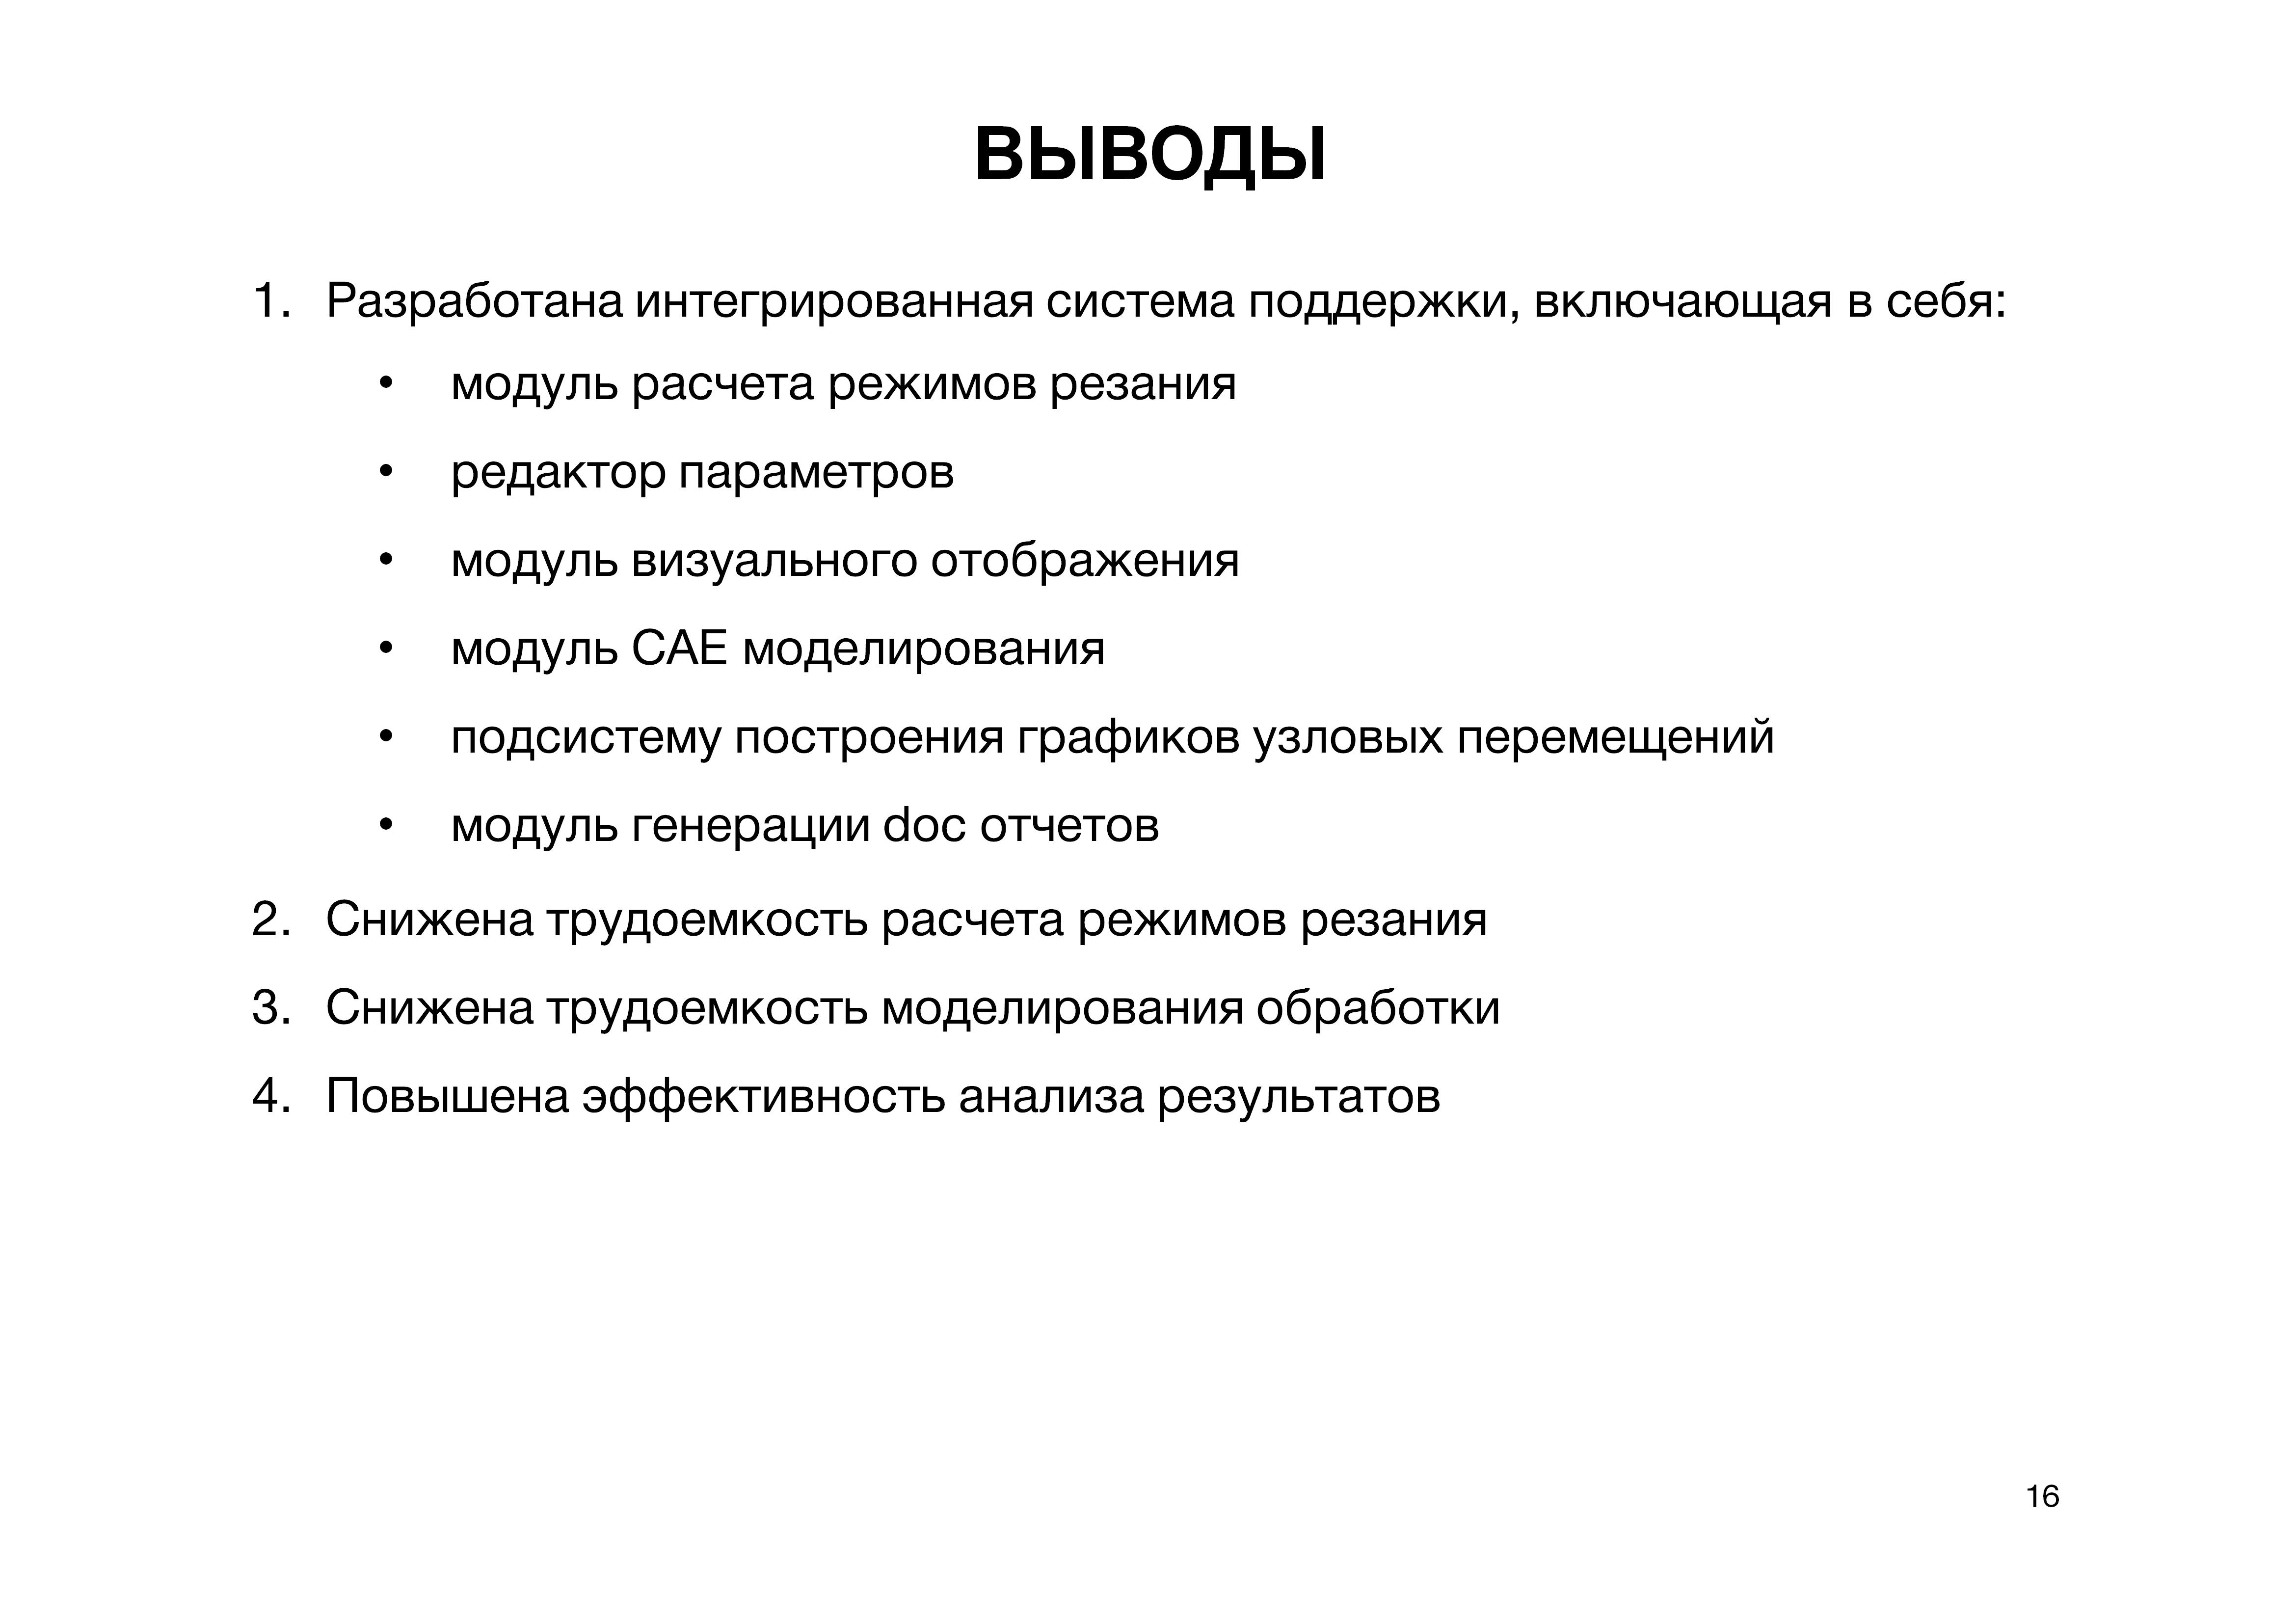 ВЫВОДЫ
1. Разработана интегрированная система поддержки, включающая в себя:
• модуль расчета режимов резания
• редактор параметров
• модуль визуального отображения
• модуль CAE моделирования
• подсистему построения графиков узловых перемещений
• модуль генерации doc отчетов
2. Снижена трудоемкость расчета режимов резания
3. Снижена трудоемкость моделирования обработки
4. Повышена эффективность анализа результатов
16